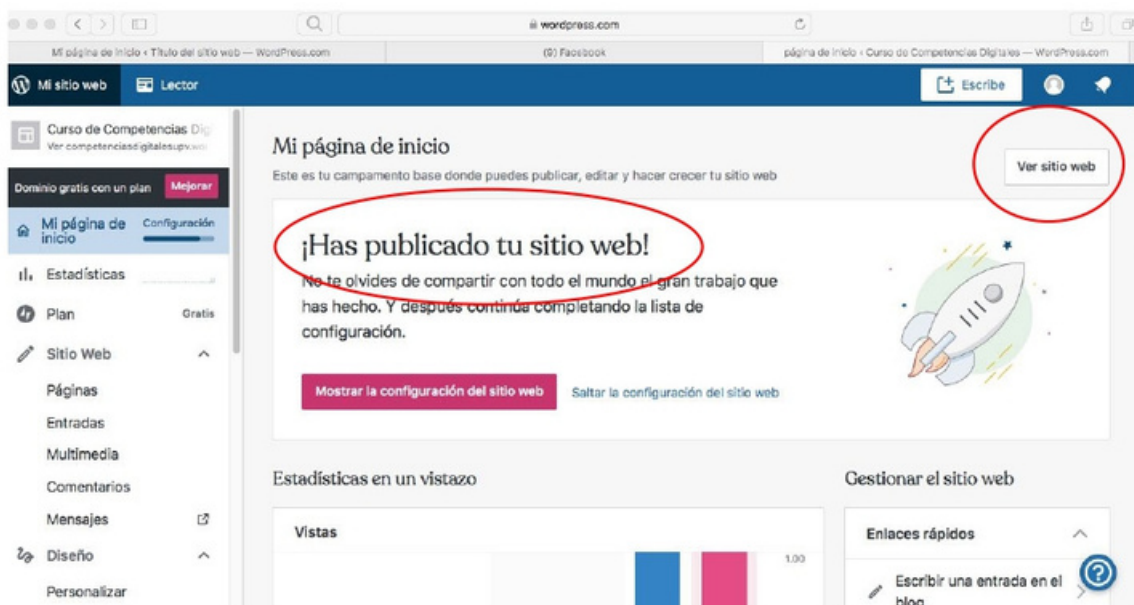 wordpress.com
Mi página de inicio ‹ Título del sitio web — WordPress.com
(9) Facebook
página de inicio ‹ Curso de Competencias Digitales — WordPress.com
Mi sitio web
Lector
Escribe
Curso de Competencias Dig
Ver competenciasdigitalesupv.wor
Dominio gratis con un plan
Mejorar
Mi página de inicio
Configuración
Estadísticas
Plan
Gratis
Sitio Web
Páginas
Entradas
Multimedia
Comentarios
Mensajes
Diseño
Personalizar
Mi página de inicio
Este es tu campamento base donde puedes publicar, editar y hacer crecer tu sitio web
Ver sitio web
¡Has publicado tu sitio web!
No te olvides de compartir con todo el mundo el gran trabajo que
has hecho. Y después continúa completando la lista de
configuración.
Mostrar la configuración del sitio web
Saltar la configuración del sitio web
Estadísticas en un vistazo
Vistas
1.00
Gestionar el sitio web
Enlaces rápidos
Escribir una entrada en el
blog